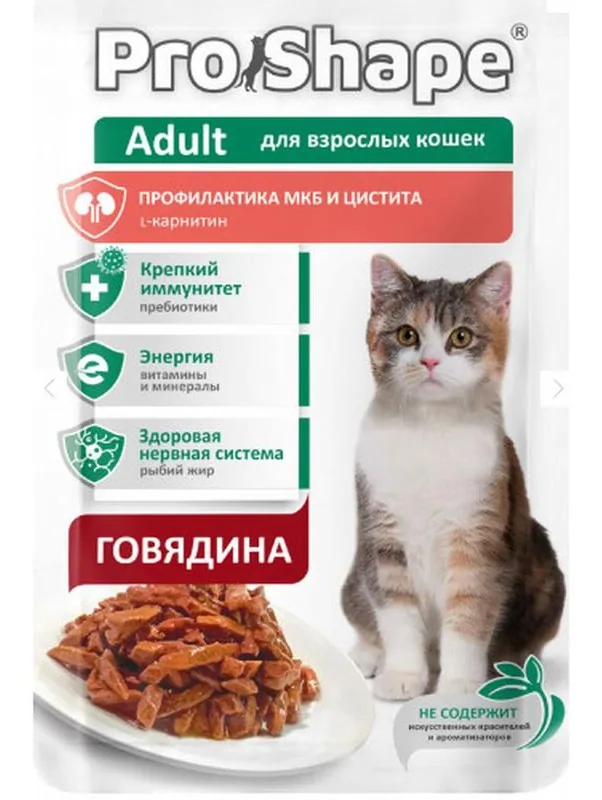 ProShape®
Adult для взрослых кошек
ПРОФИЛАКТИКА МКБ И ЦИСТИТА
L-карнитин
Крепкий
иммунитет
пребиотики
Энергия
витамины
и минералы
Здоровая
нервная система
рыбий жир
ГОВЯДИНА
НЕ СОДЕРЖИТ
искусственных красителей
и ароматизаторов